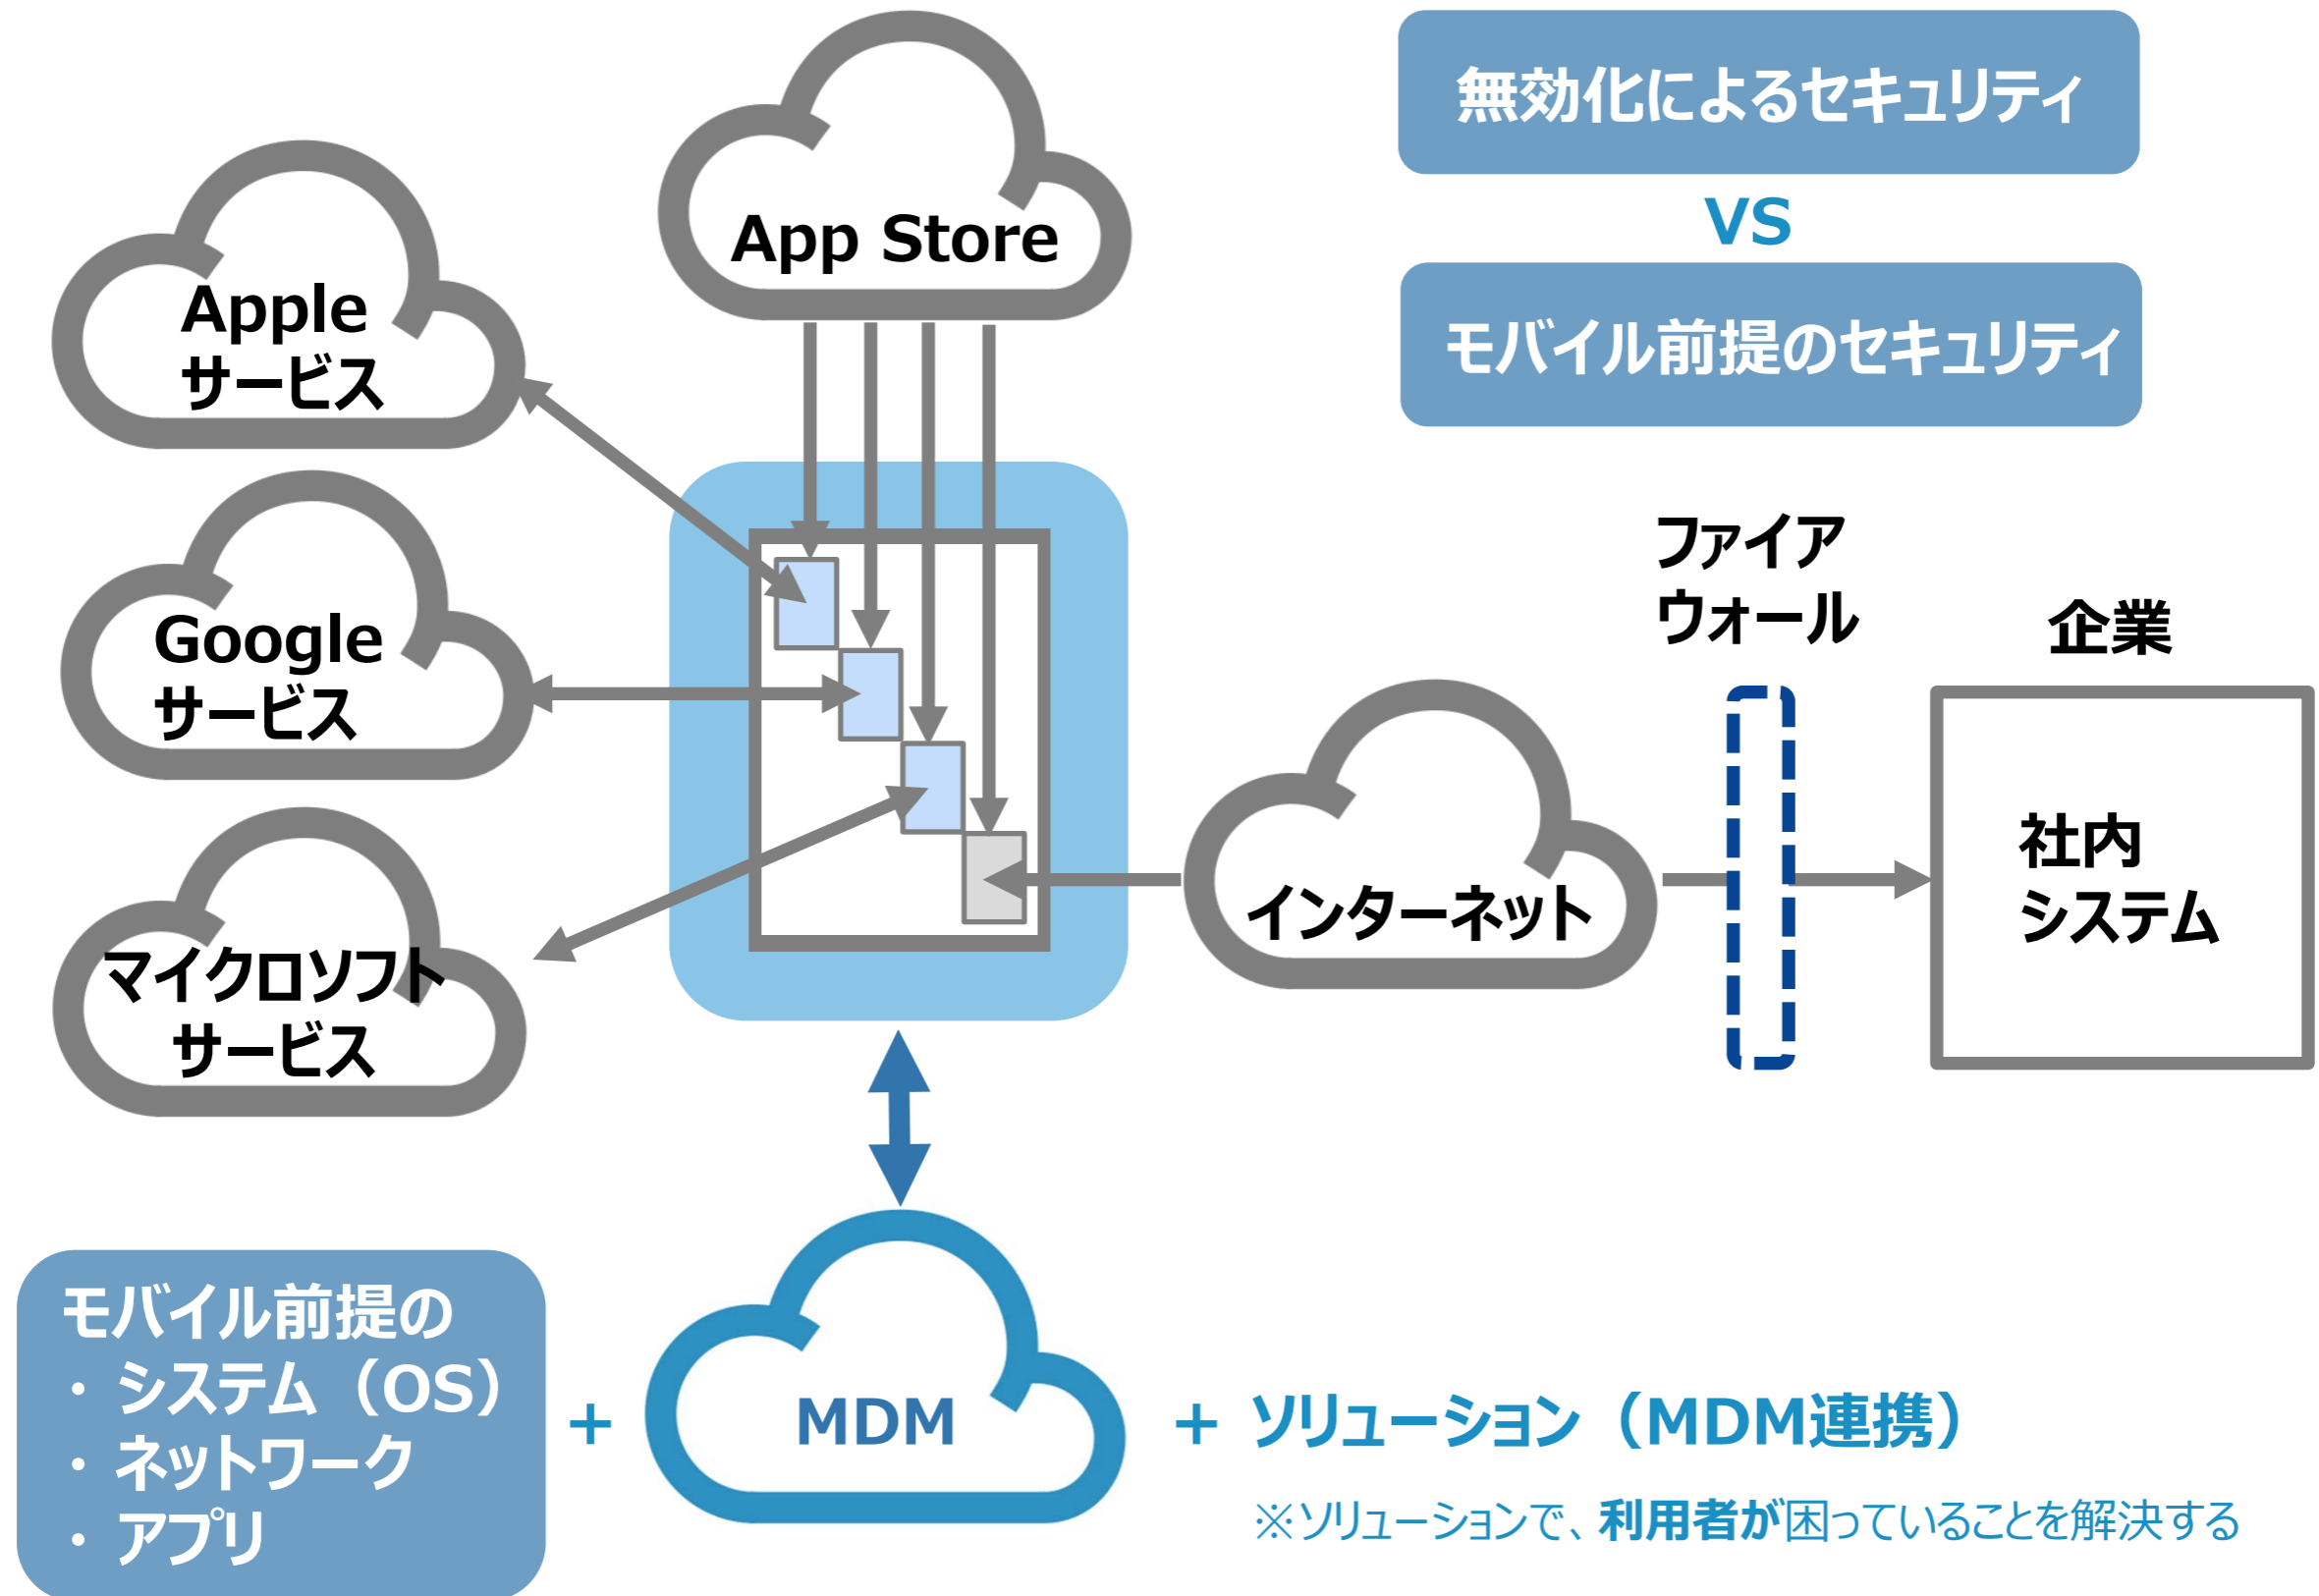 無効化によるセキュリティ
VS
モバイル前提のセキュリティ
App Store
Apple
サービス
Google
サービス
マイクロソフト
サービス
インターネット
ファイア
ウォール
企業
社内
システム
モバイル前提の
・システム（OS）
・ネットワーク
・アプリ
+
MDM
+ ソリューション（MDM連携）
※ソリューションで、利用者が困っていることを解決する